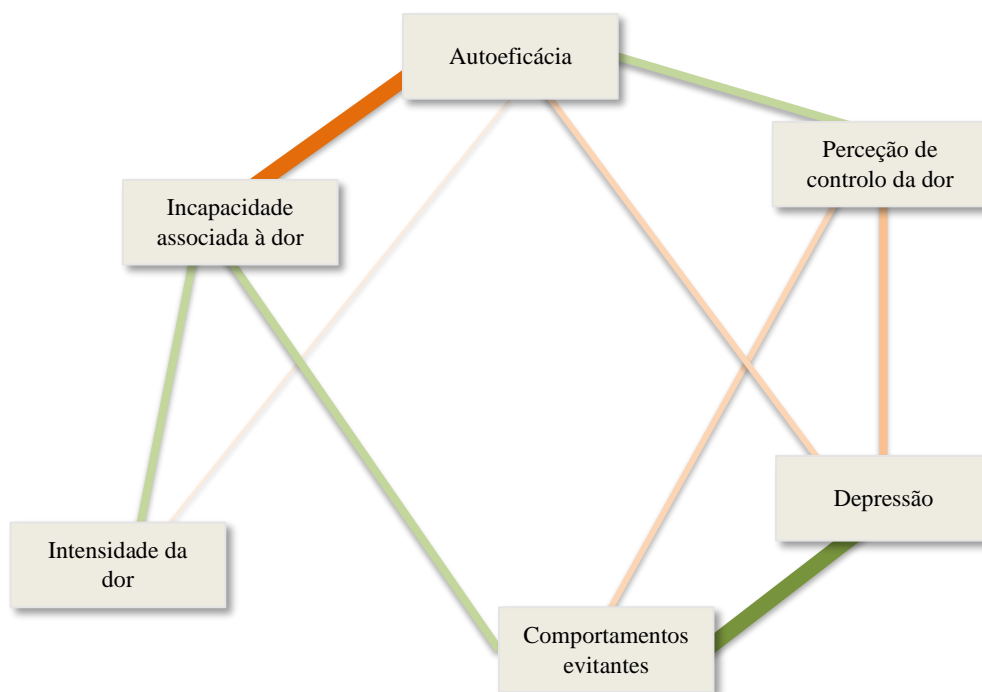 Autoeficácia
Perceção de
controlo da dor
Incapacidade
associada à dor
Depressão
Intensidade da
dor
Comportamentos
evitantes